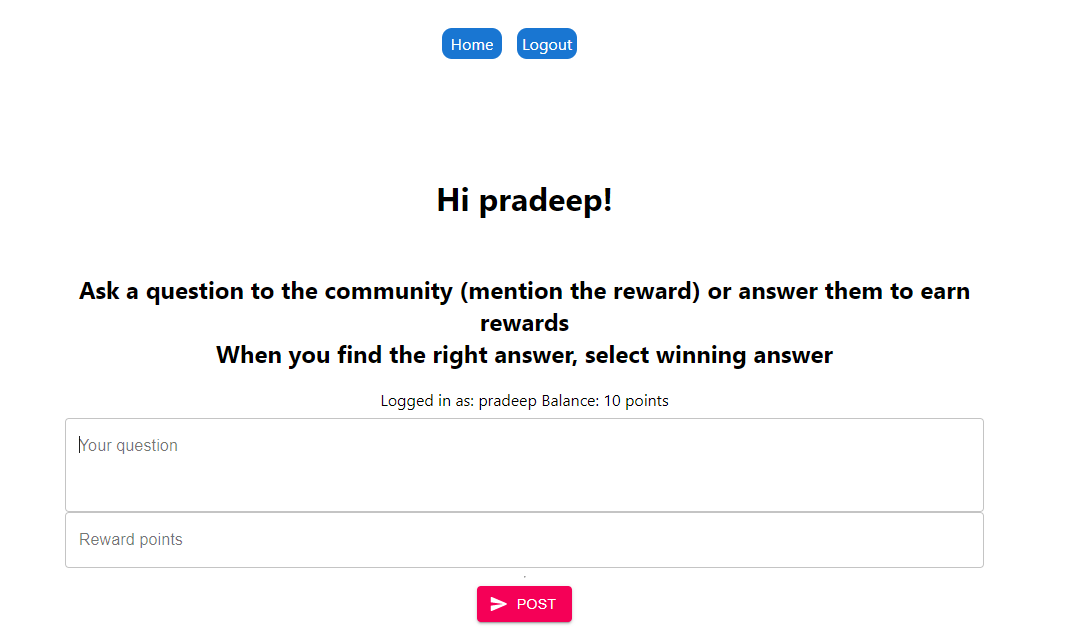 Home Logout
Hi pradeep!
Ask a question to the community (mention the reward) or answer them to earn
rewards
When you find the right answer, select winning answer
Logged in as: pradeep Balance: 10 points
Your question
Reward points
.
POST